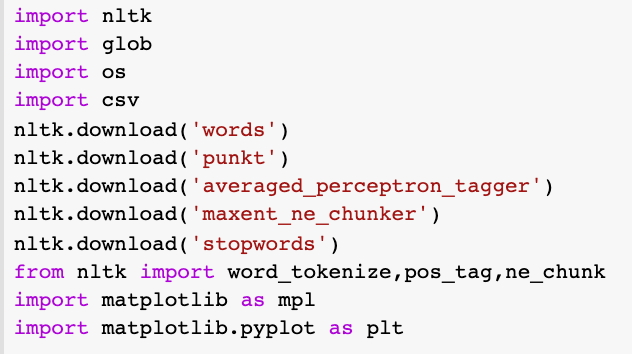 import nltk
import glob
import os
import csv
nltk.download('words')
nltk.download('punkt')
nltk.download('averaged_perceptron_tagger')
nltk.download('maxent_ne_chunker')
nltk.download('stopwords')
from nltk import word_tokenize,pos_tag,ne_chunk
import matplotlib as mpl
import matplotlib.pyplot as plt